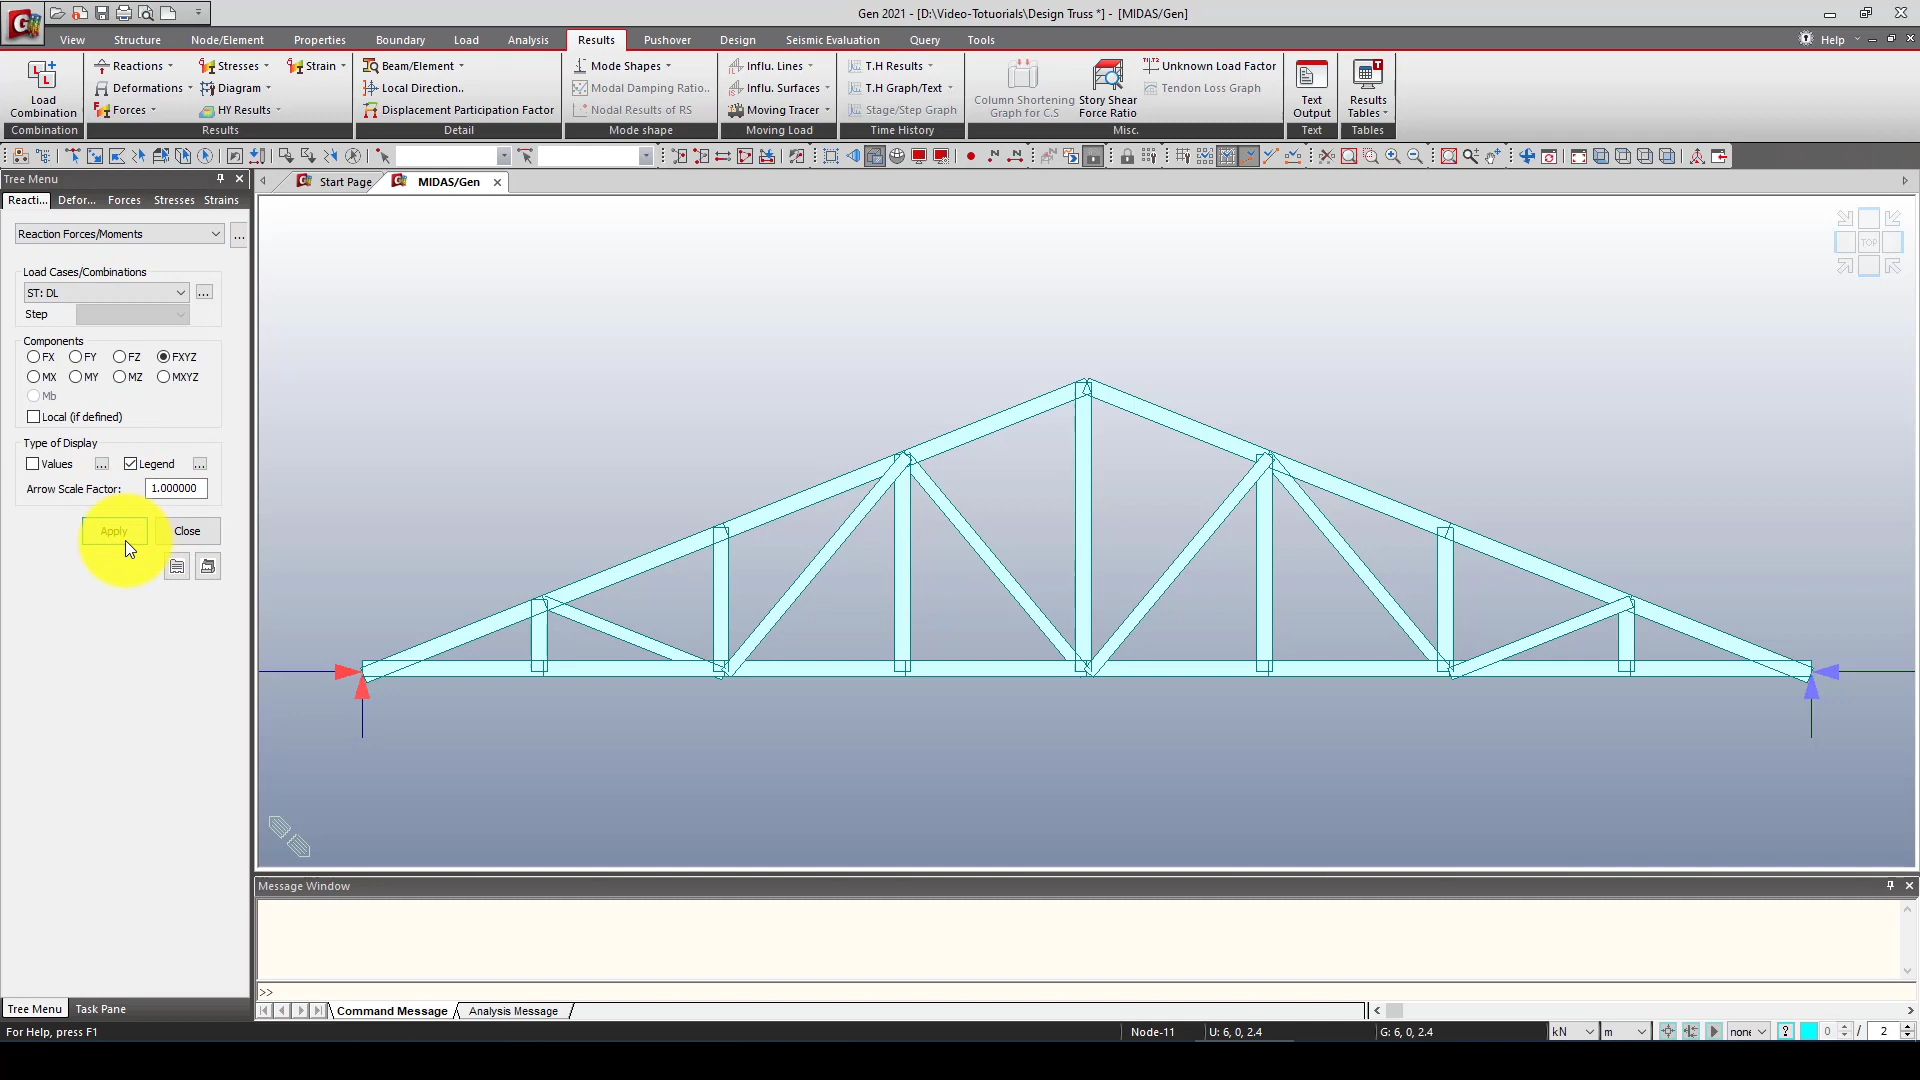 Gen 2021 - [D:\Video-Totuorials\Design Truss *] - [MIDAS/Gen]
View Structure Node/Element Properties Boundary Load Analysis Results Pushover Design Seismic Evaluation Query Tools Help
Load Combination
Reactions
Deformations
Forces
Stresses
Diagram
HY Results
Strain
Beam/Element
Local Direction..
Displacement Participation Factor
Mode Shapes
Modal Damping Ratio..
Nodal Results of RS
Influ. Lines
Influ. Surfaces
Moving Tracer
T.H Results
T.H Graph/Text
Stage/Step Graph
Column Shortening Graph for C.S
Story Shear Force Ratio
Unknown Load Factor
Tendon Loss Graph
Text Output
Results Tables
Combination Results Detail Mode shape Moving Load Time History Misc. Text Tables
Tree Menu
Start Page MIDAS/Gen
Reacti... Defor... Forces Stresses Strains
Reaction Forces/Moments ...
Load Cases/Combinations
ST: DL ...
Step
Components
FX FY FZ FXYZ
MX MY MZ MXYZ
Mb
Local (if defined)
Type of Display
Values ... Legend ...
Arrow Scale Factor: 1.000000
Apply Close
TOP
Message Window
>>
Tree Menu Task Pane
Command Message Analysis Message
For Help, press F1 Node-11 U: 6, 0, 2.4 G: 6, 0, 2.4 kN m none ? 0 / 2